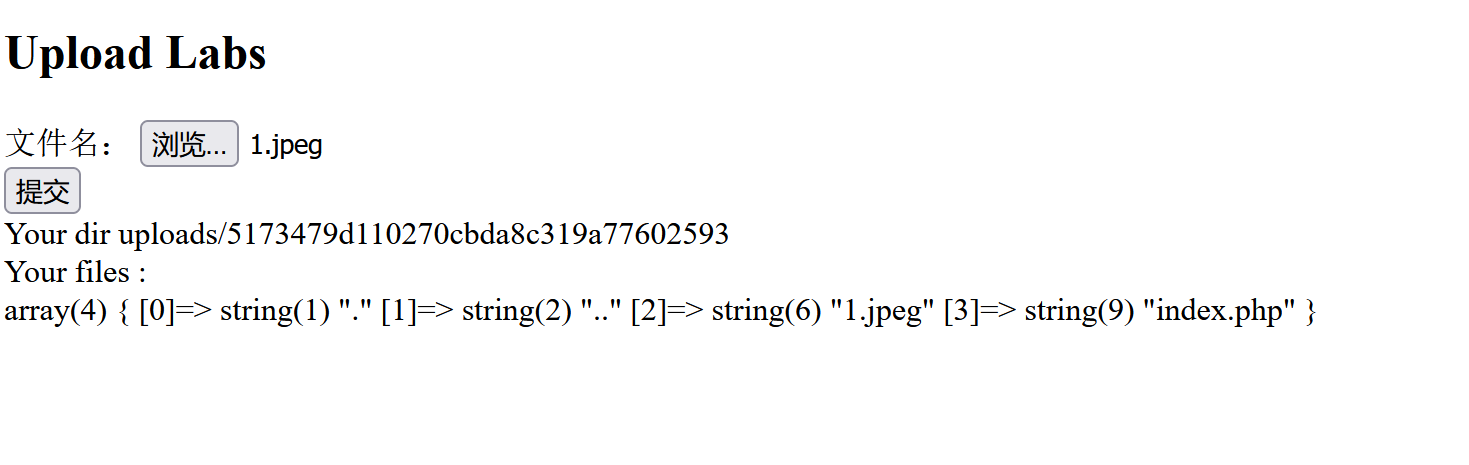 Upload Labs
文件名： 浏览... 1.jpeg
提交
Your dir uploads/5173479d110270cbda8c319a77602593
Your files :
array(4) { [0]=> string(1) "." [1]=> string(2) ".." [2]=> string(6) "1.jpeg" [3]=> string(9) "index.php" }